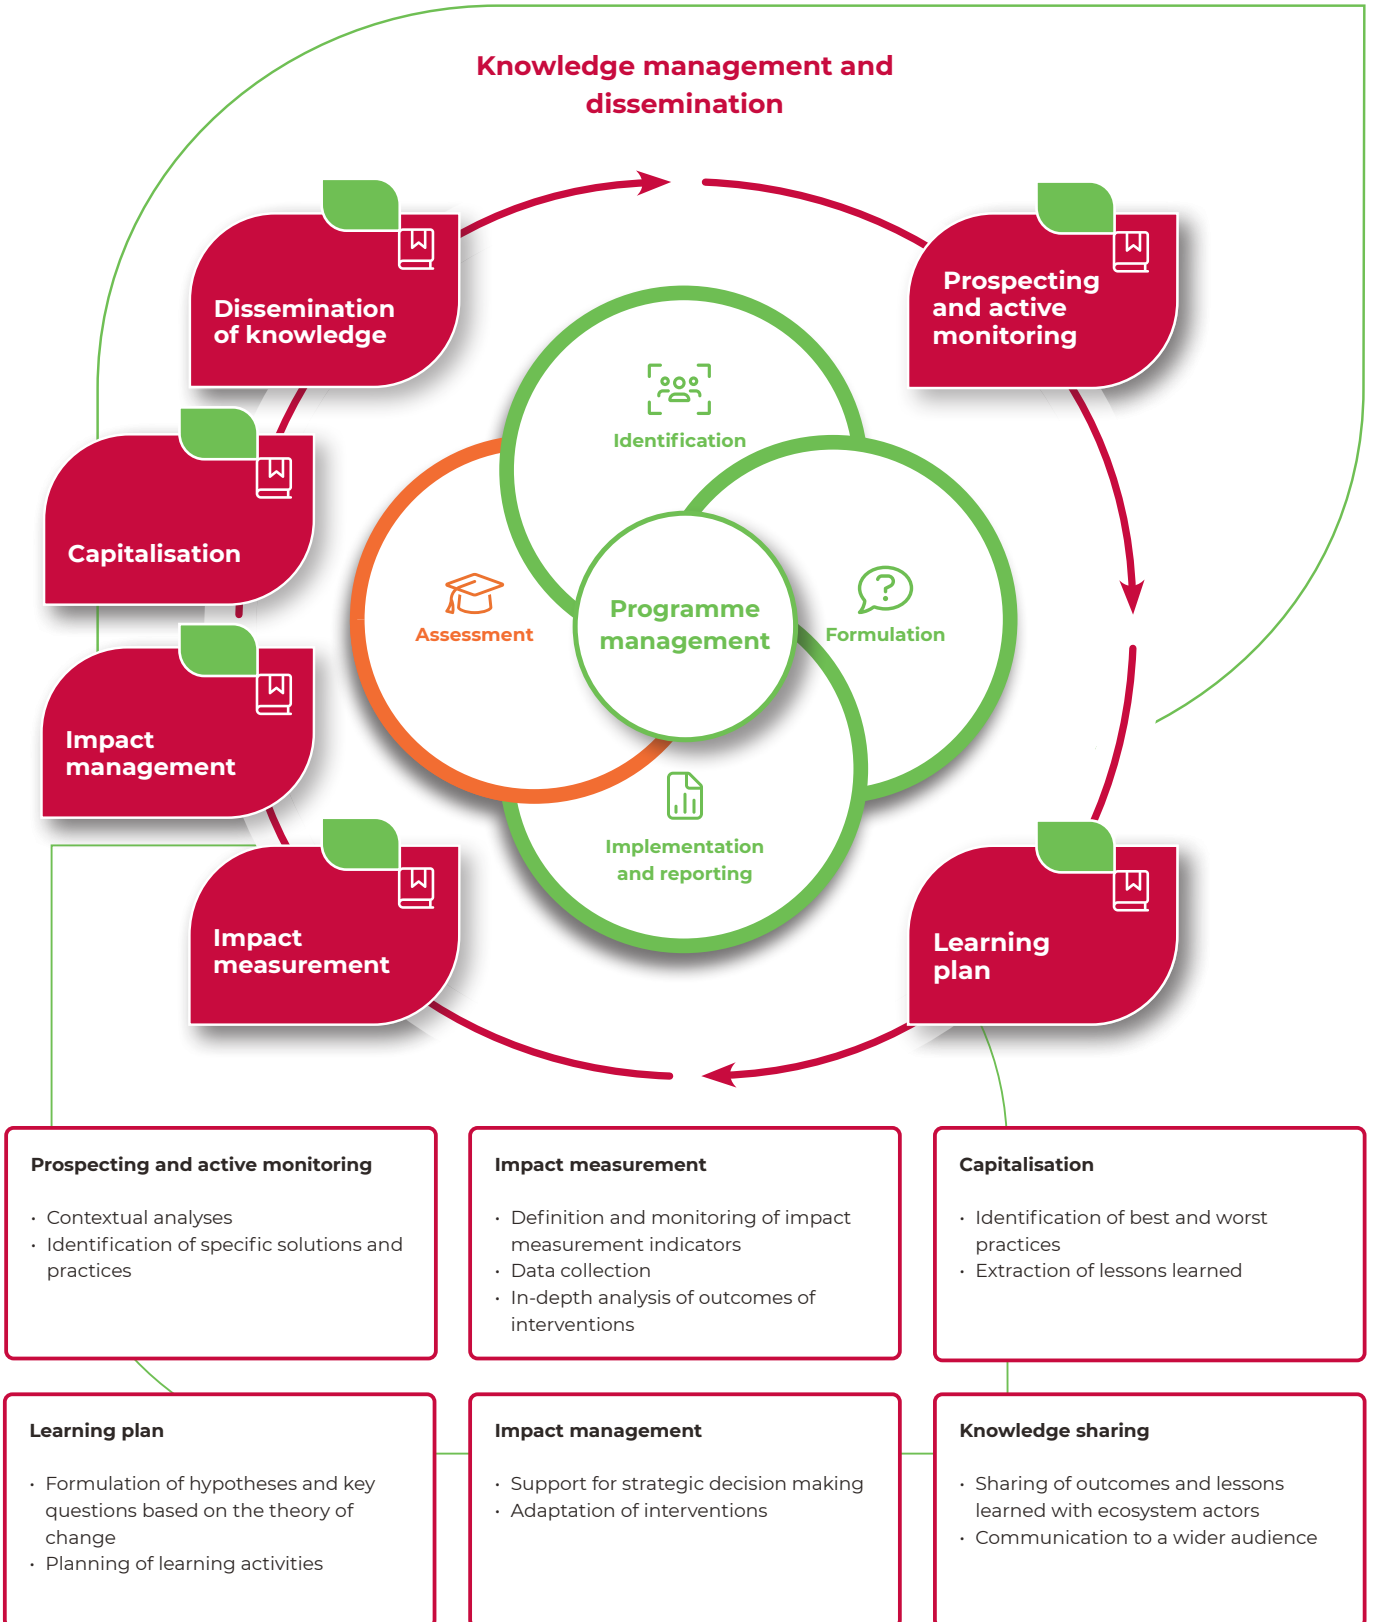 Knowledge management and
dissemination
Dissemination
of knowledge
Prospecting
and active
monitoring
Identification
Capitalisation
Assessment
Programme
management
Formulation
Impact
management
Implementation
and reporting
Impact
measurement
Learning
plan
Prospecting and active monitoring
• Contextual analyses
• Identification of specific solutions and
practices
Impact measurement
• Definition and monitoring of impact
measurement indicators
• Data collection
• In-depth analysis of outcomes of
interventions
Capitalisation
• Identification of best and worst
practices
• Extraction of lessons learned
Learning plan
• Formulation of hypotheses and key
questions based on the theory of
change
• Planning of learning activities
Impact management
• Support for strategic decision making
• Adaptation of interventions
Knowledge sharing
• Sharing of outcomes and lessons
learned with ecosystem actors
• Communication to a wider audience